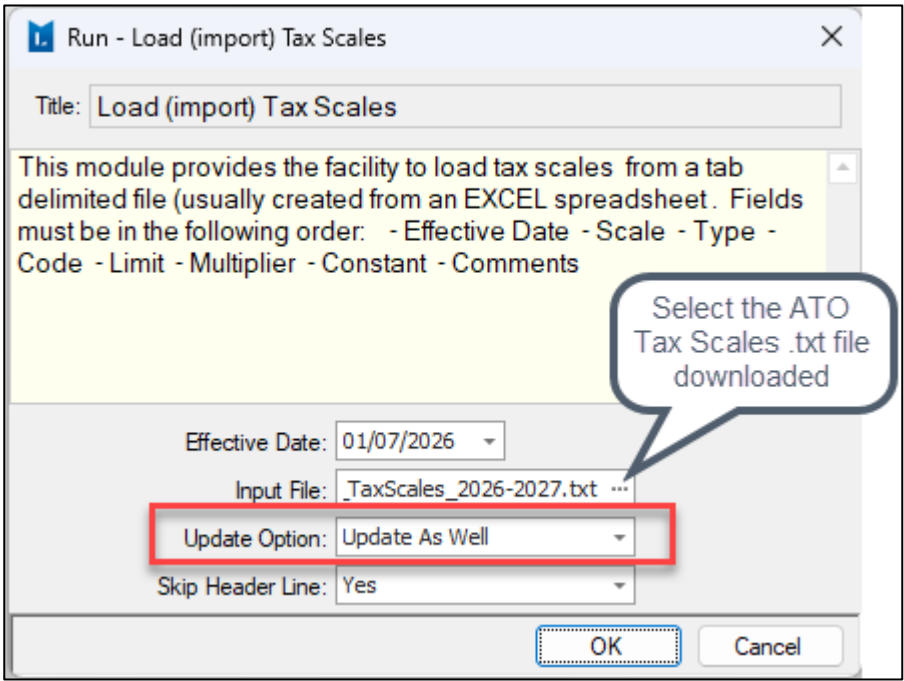 L.
Run - Load (import) Tax Scales
Title: Load (import) Tax Scales
This module provides the facility to load tax scales  from a tab
delimited file (usually created from an EXCEL spreadsheet .  Fields
must be in the following order:   - Effective Date  - Scale  - Type  -
Code  - Limit  - Multiplier  - Constant  - Comments
Select the ATO
Tax Scales .txt file
downloaded
Effective Date: 01/07/2026
Input File: _TaxScales_2026-2027.txt ...
Update Option: Update As Well
Skip Header Line: Yes
OK Cancel